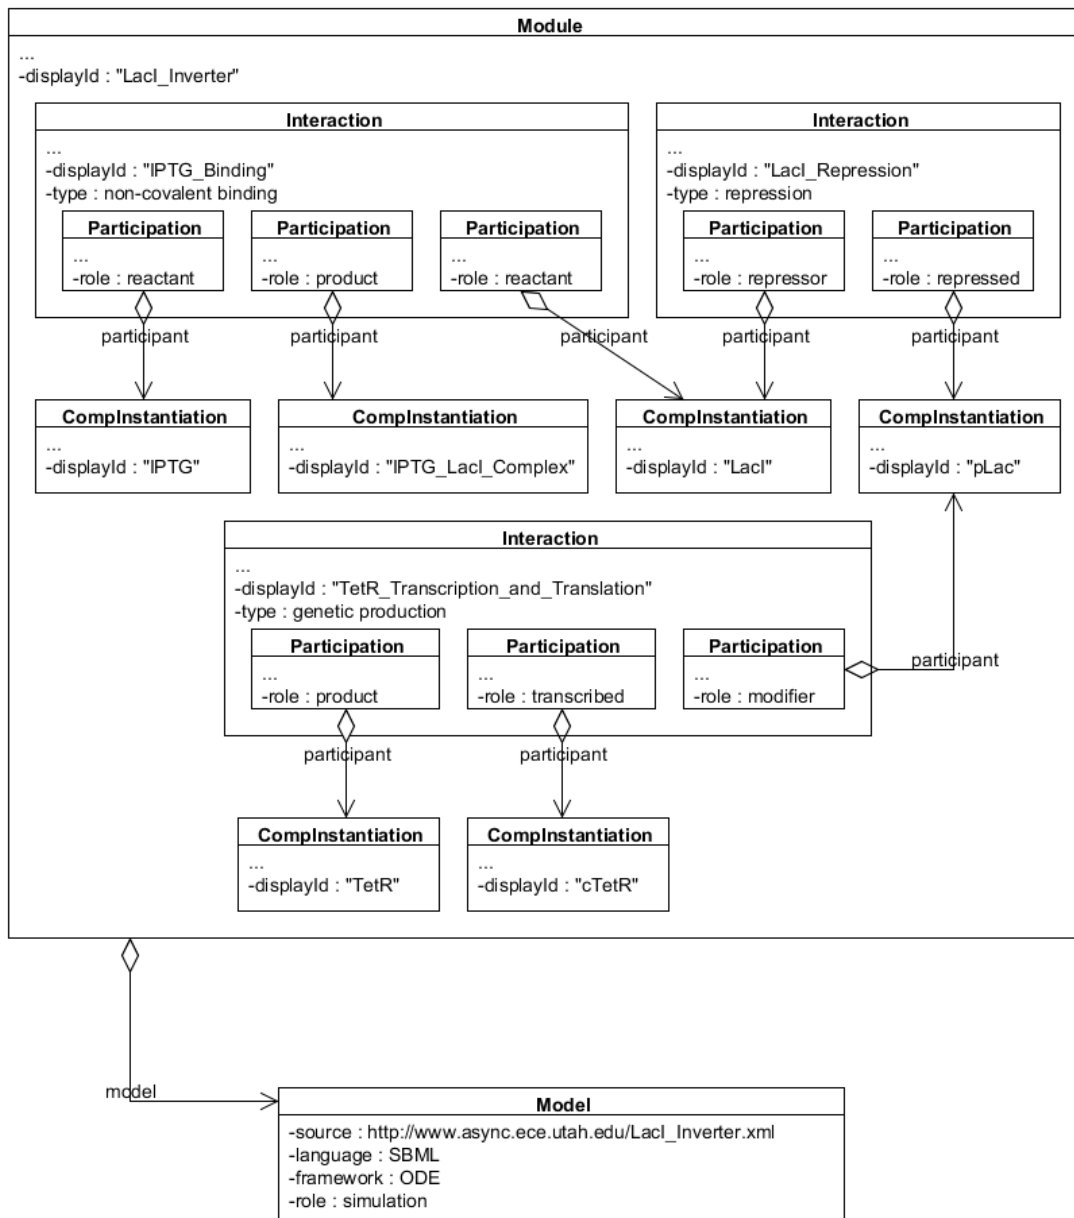 Module
...
-displayId : "LacI_Inverter"
Interaction
...
-displayId : "IPTG_Binding"
-type : non-covalent binding
Participation
...
-role : reactant
Participation
...
-role : product
Participation
...
-role : reactant
Interaction
...
-displayId : "LacI_Repression"
-type : repression
Participation
...
-role : repressor
Participation
...
-role : repressed
participant
participant
participant
participant
participant
CompInstantiation
...
-displayId : "IPTG"
CompInstantiation
...
-displayId : "IPTG_LacI_Complex"
CompInstantiation
...
-displayId : "LacI"
CompInstantiation
...
-displayId : "pLac"
Interaction
...
-displayId : "TetR_Transcription_and_Translation"
-type : genetic production
Participation
...
-role : product
Participation
...
-role : transcribed
Participation
...
-role : modifier
participant
participant
participant
CompInstantiation
...
-displayId : "TetR"
CompInstantiation
...
-displayId : "cTetR"
model
Model
-source : http://www.async.ece.utah.edu/LacI_Inverter.xml
-language : SBML
-framework : ODE
-role : simulation